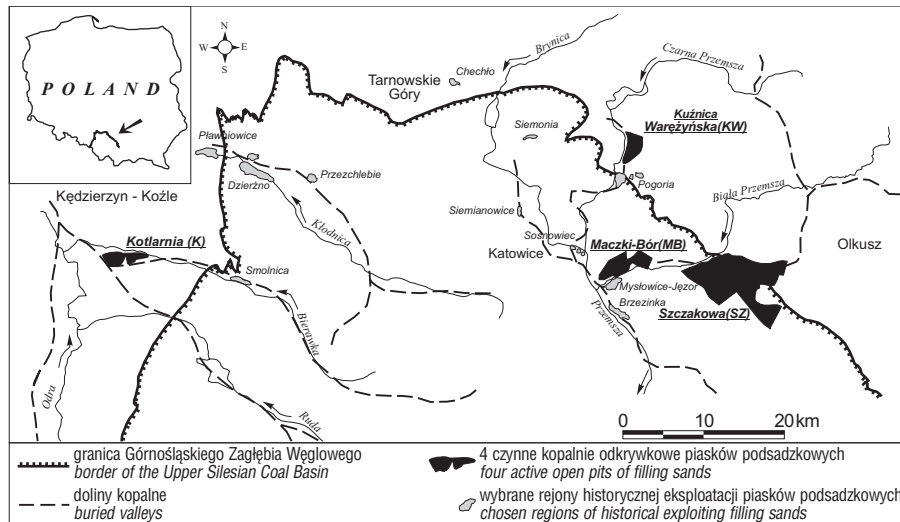 N
W E
S
POLAND
Brynica
Czarna Przemsza
Tarnowskie
Góry
Chechło
Kuźnica
Warężyńska(KW)
Siemonia
Pławniowice
Dzierżno
Przezchlebie
Pogoria
Biała Przemsza
Kędzierzyn - Koźle
Siemianowice
Kłodnica
Sosnowiec
Kotlarnia (K)
Katowice
Maczki-Bór(MB)
Olkusz
Smolnica
Mysłowice-Jęzor
Brzezinka
Szczakowa(SZ)
Przemsza
Bierawka
Odra
Ruda
0 10 20km
granica Górnośląskiego Zagłębia Węglowego
border of the Upper Silesian Coal Basin
doliny kopalne
buried valleys
4 czynne kopalnie odkrywkowe piasków podsadzkowych
four active open pits of filling sands
wybrane rejony historycznej eksploatacji piasków podsadzkowych
chosen regions of historical exploiting filling sands